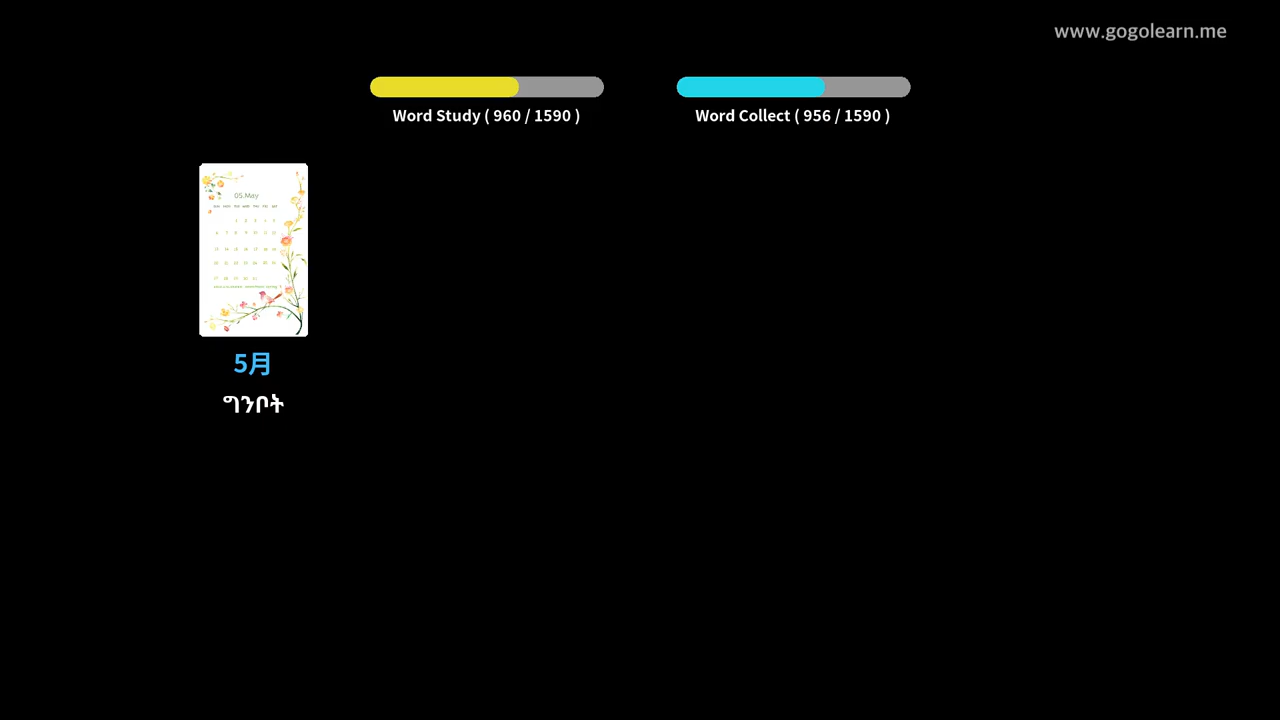 www.gogolearn.me
Word Study ( 960 / 1590 )
Word Collect ( 956 / 1590 )
05.May
5月
ግንቦት